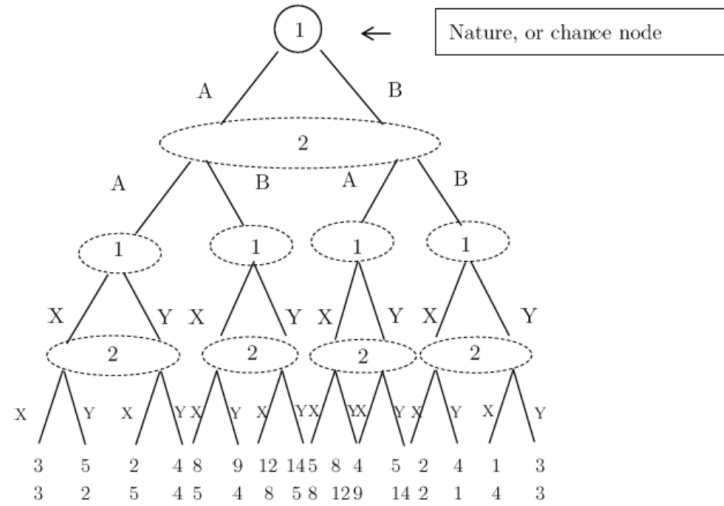 1
Nature, or chance node
A B
2
A B A B
1 1 1 1
X Y X Y X Y X Y
2 2 2 2
X Y X Y X Y X Y X Y X Y X Y X Y
3 5 2 4 8 9 12 14 5 8 4 5 2 4 1 3
3 2 5 4 5 4 8 5 8 12 9 14 2 1 4 3